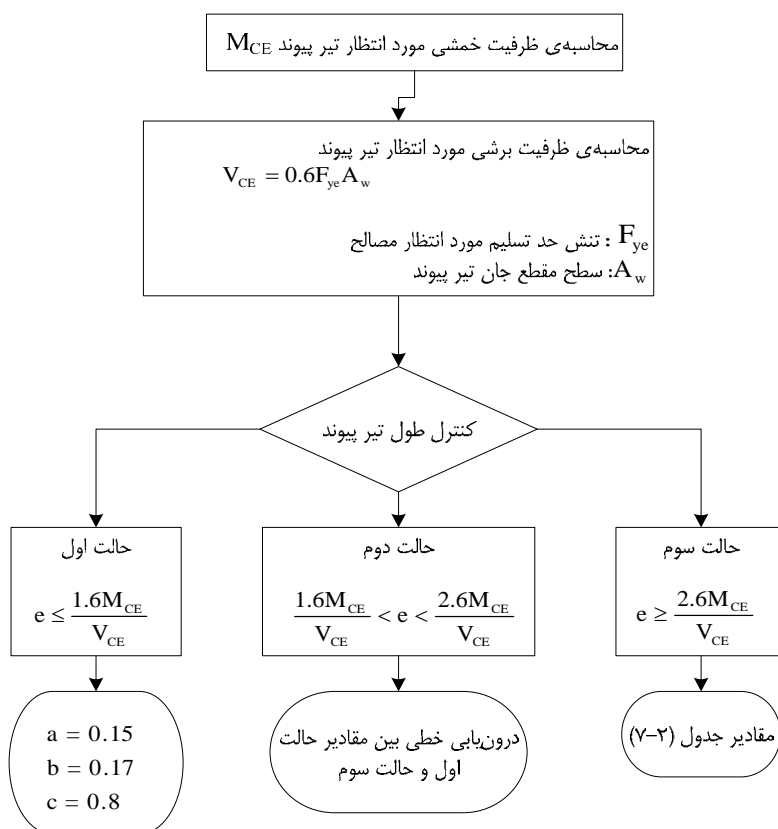 محاسبه‌ی ظرفیت خمشی مورد انتظار تیر پیوند M_CE
محاسبه‌ی ظرفیت برشی مورد انتظار تیر پیوند
V_CE = 0.6F_ye A_w
F_ye : تنش حد تسلیم مورد انتظار مصالح
A_w: سطح مقطع جان تیر پیوند
کنترل طول تیر پیوند
حالت اول
e ≤ 1.6M_CE / V_CE
a = 0.15
b = 0.17
c = 0.8
حالت دوم
1.6M_CE / V_CE < e < 2.6M_CE / V_CE
درون‌یابی خطی بین مقادیر حالت
اول و حالت سوم
حالت سوم
e ≥ 2.6M_CE / V_CE
مقادیر جدول (۲-۷)